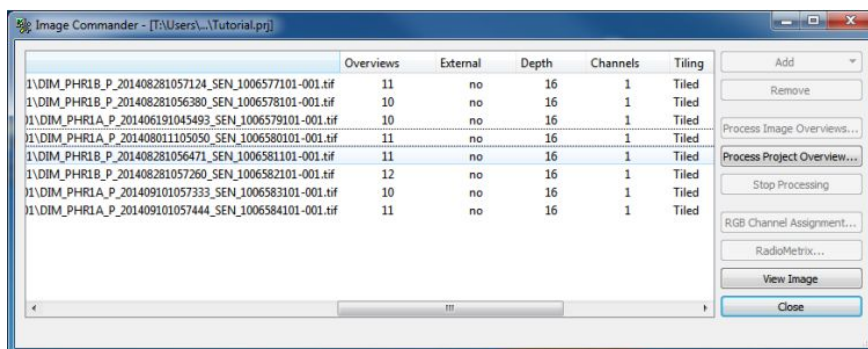 Image Commander - [T:\Users\...\Tutorial.prj]
Overviews External Depth Channels Tiling
1\DIM_PHR1B_P_201408281057124_SEN_1006577101-001.tif 11 no 16 1 Tiled
1\DIM_PHR1B_P_201408281056380_SEN_1006578101-001.tif 10 no 16 1 Tiled
01\DIM_PHR1A_P_201406191045493_SEN_1006579101-001.tif 10 no 16 1 Tiled
01\DIM_PHR1A_P_201408011105050_SEN_1006580101-001.tif 11 no 16 1 Tiled
1\DIM_PHR1B_P_201408281056471_SEN_1006581101-001.tif 11 no 16 1 Tiled
1\DIM_PHR1B_P_201408281057260_SEN_1006582101-001.tif 12 no 16 1 Tiled
01\DIM_PHR1A_P_201409101057333_SEN_1006583101-001.tif 10 no 16 1 Tiled
01\DIM_PHR1A_P_201409101057444_SEN_1006584101-001.tif 11 no 16 1 Tiled
Add
Remove
Process Image Overviews...
Process Project Overview...
Stop Processing
RGB Channel Assignment...
RadioMetrix...
View Image
Close